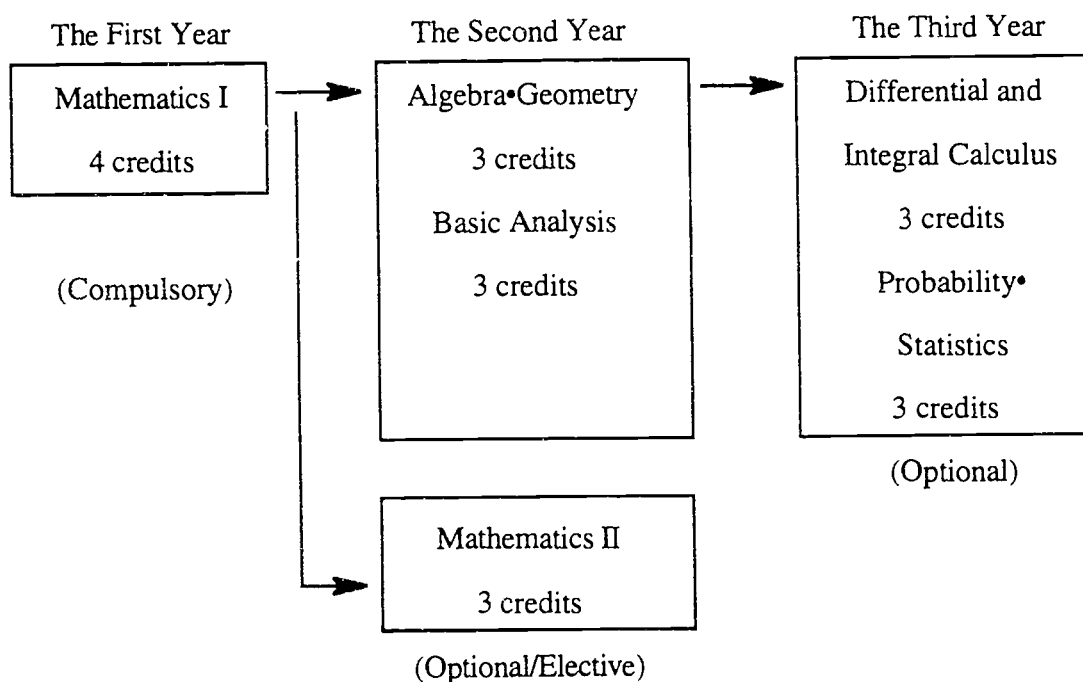 The First Year
Mathematics I
4 credits
(Compulsory)
The Second Year
Algebra•Geometry
3 credits
Basic Analysis
3 credits
Mathematics II
3 credits
(Optional/Elective)
The Third Year
Differential and
Integral Calculus
3 credits
Probability•
Statistics
3 credits
(Optional)